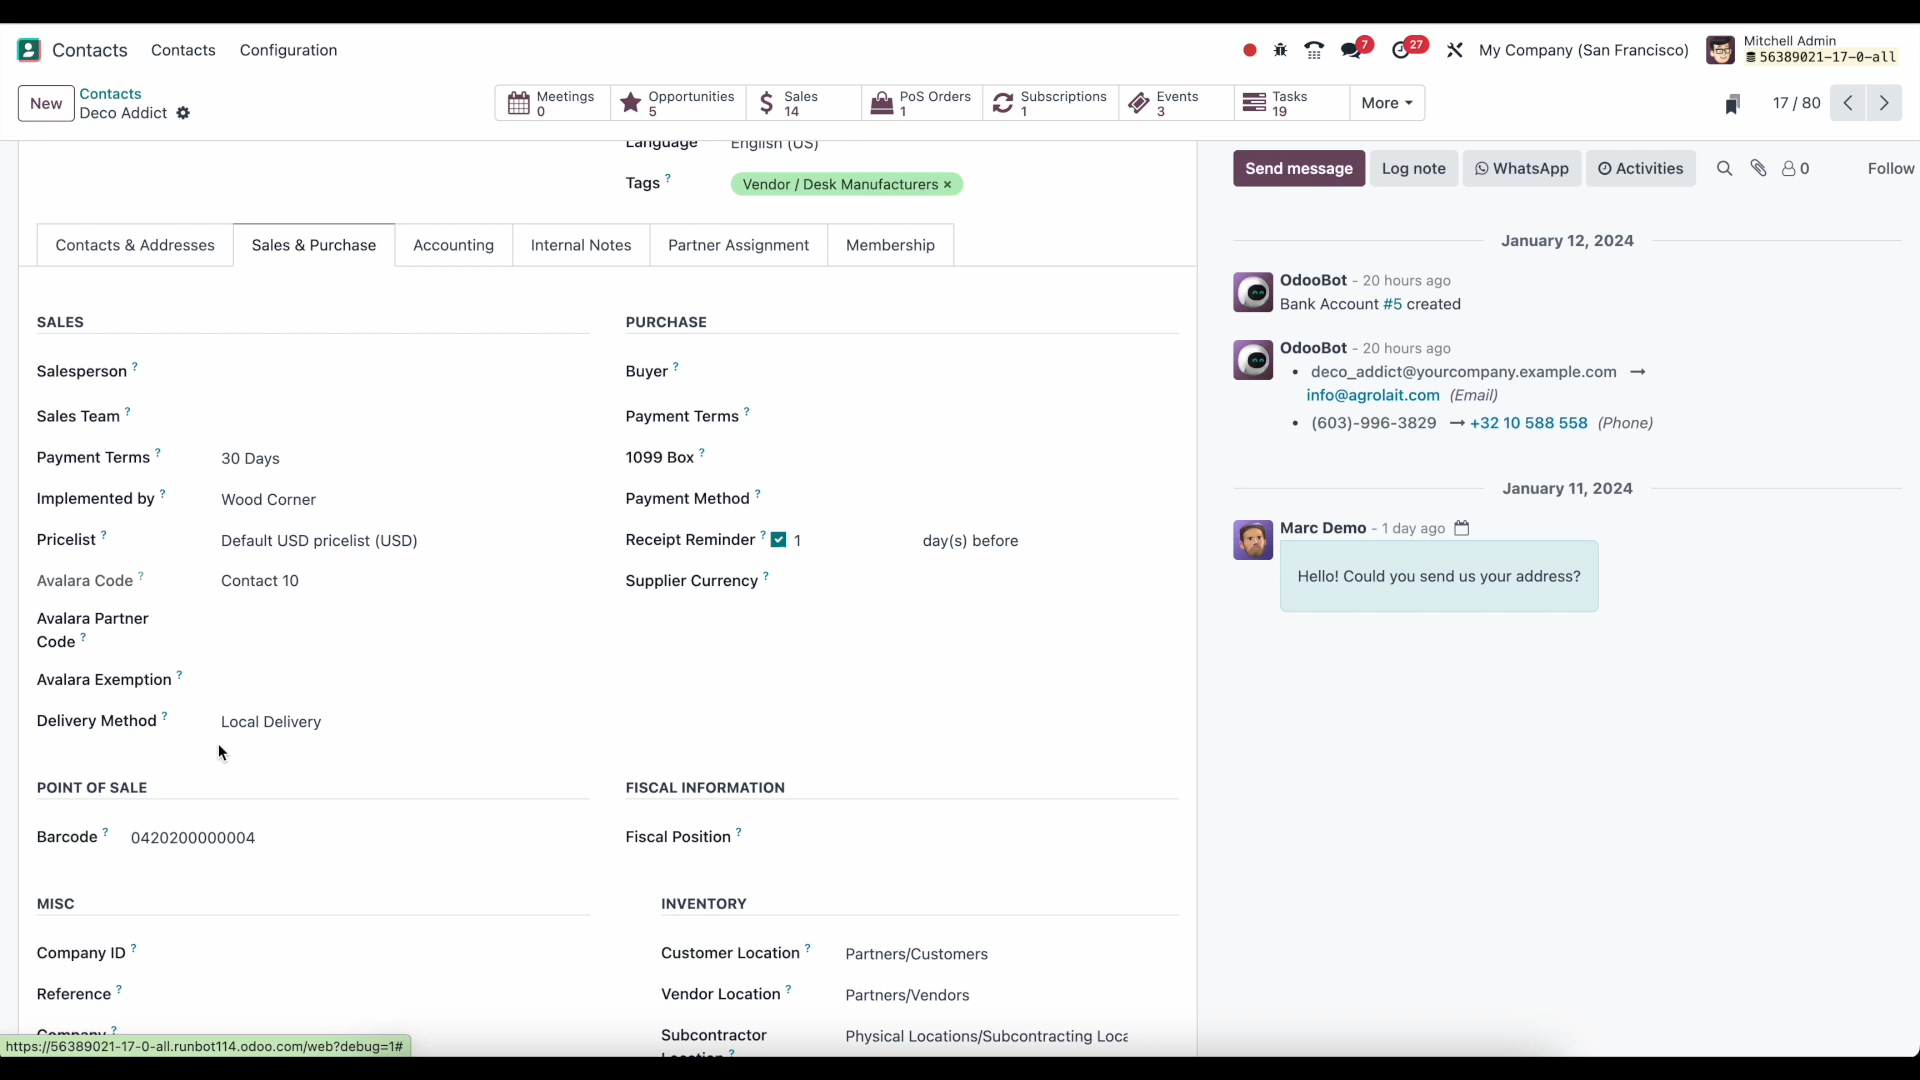 Contacts Contacts Configuration
7 27 My Company (San Francisco) Mitchell Admin
56389021-17-0-all
New Contacts
Deco Addict
Meetings 0
Opportunities 5
Sales 14
PoS Orders 1
Subscriptions 1
Events 3
Tasks 19
More
17 / 80
Language English (US)
Tags ? Vendor / Desk Manufacturers ×
Contacts & Addresses Sales & Purchase Accounting Internal Notes Partner Assignment Membership
SALES
Salesperson ?
Sales Team ?
Payment Terms ? 30 Days
Implemented by ? Wood Corner
Pricelist ? Default USD pricelist (USD)
Avalara Code ? Contact 10
Avalara Partner
Code ?
Avalara Exemption ?
Delivery Method ? Local Delivery
PURCHASE
Buyer ?
Payment Terms ?
1099 Box ?
Payment Method ?
Receipt Reminder ? 1 day(s) before
Supplier Currency ?
POINT OF SALE
Barcode ? 0420200000004
FISCAL INFORMATION
Fiscal Position ?
MISC
Company ID ?
Reference ?
Company ?
INVENTORY
Customer Location ? Partners/Customers
Vendor Location ? Partners/Vendors
Subcontractor Physical Locations/Subcontracting Loca
Location ?
https://56389021-17-0-all.runbot114.odoo.com/web?debug=1#
Send message Log note WhatsApp Activities 0 Follow
January 12, 2024
OdooBot - 20 hours ago
Bank Account #5 created
OdooBot - 20 hours ago
• deco_addict@yourcompany.example.com →
info@agrolait.com (Email)
• (603)-996-3829 → +32 10 588 558 (Phone)
January 11, 2024
Marc Demo - 1 day ago
Hello! Could you send us your address?